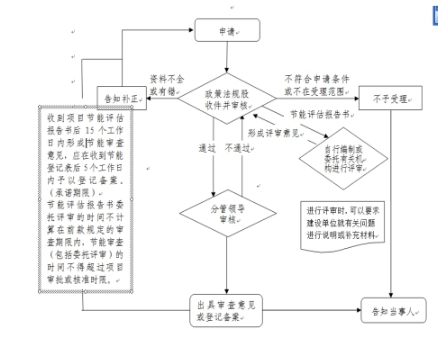 申请
资料不全
或有错
不符合申请条件
或不在受理范围
告知补正
政策法规股
收件并审核
不予受理
收到项目节能评估
报告书后 15 个工作
日内形成节能审查
意见，应在收到节能
登记表后 5 个工作日
内予以登记备案。
（承诺期限）
节能评估报告书委
托评审的时间不计
算在前款规定的审
查期限内，节能审查
（包括委托评审）的
时间不得超过项目
审批或核准时限。
节能评估报告书
形成评审意见
通过
不通过
自行编制或
委托有关机
构进行评审
分管领导
审核
进行评审时，可以要求
建设单位就有关问题
进行说明或补充材料
出具审查意见
或登记备案
告知当事人